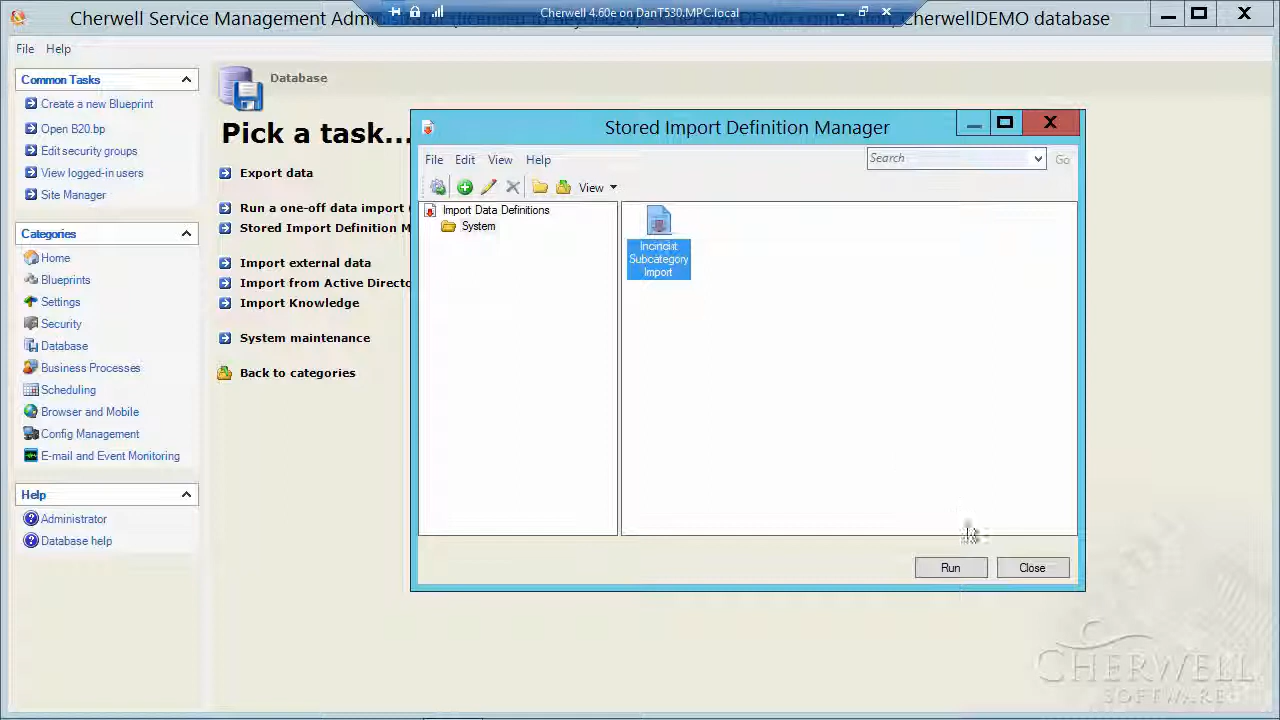 Cherwell Service Management Admi
CherwellDEMO database
Cherwell 4.60e on DanT530.MPC.local
File Help
Common Tasks
Create a new Blueprint
Open B20.bp
Edit security groups
View logged-in users
Site Manager
Categories
Home
Blueprints
Settings
Security
Database
Business Processes
Scheduling
Browser and Mobile
Config Management
E-mail and Event Monitoring
Help
Administrator
Database help
Database
Pick a task...
Export data
Run a one-off data import (
Stored Import Definition M
Import external data
Import from Active Directo
Import Knowledge
System maintenance
Back to categories
Stored Import Definition Manager
File Edit View Help
Search
Go
View
Import Data Definitions
System
Incident
Subcategory
Import
Run
Close
CHERWELL
SOFTWARE